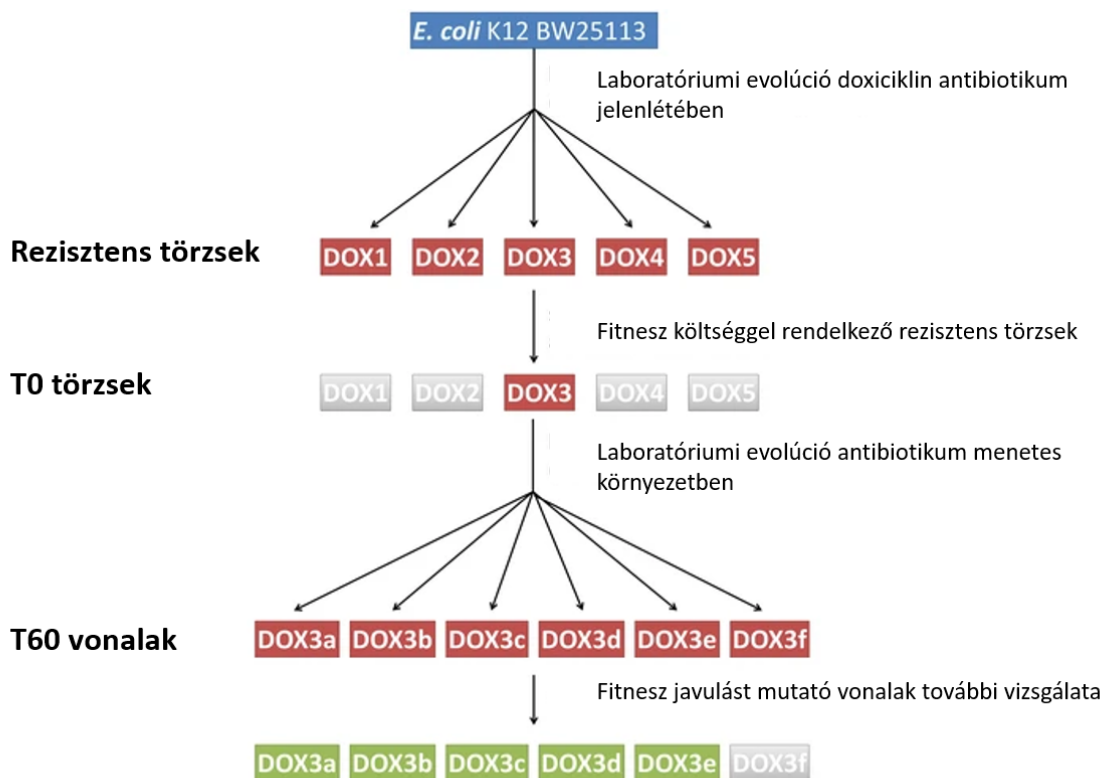 E. coli K12 BW25113
Laboratóriumi evolúció doxiciklin antibiotikum
jelenlétében
Rezisztens törzsek
DOX1 DOX2 DOX3 DOX4 DOX5
Fitnesz költséggel rendelkező rezisztens törzsek
T0 törzsek
DOX1 DOX2 DOX3 DOX4 DOX5
Laboratóriumi evolúció antibiotikum menetes
környezetben
T60 vonalak
DOX3a DOX3b DOX3c DOX3d DOX3e DOX3f
Fitnesz javulást mutató vonalak további vizsgálata
DOX3a DOX3b DOX3c DOX3d DOX3e DOX3f